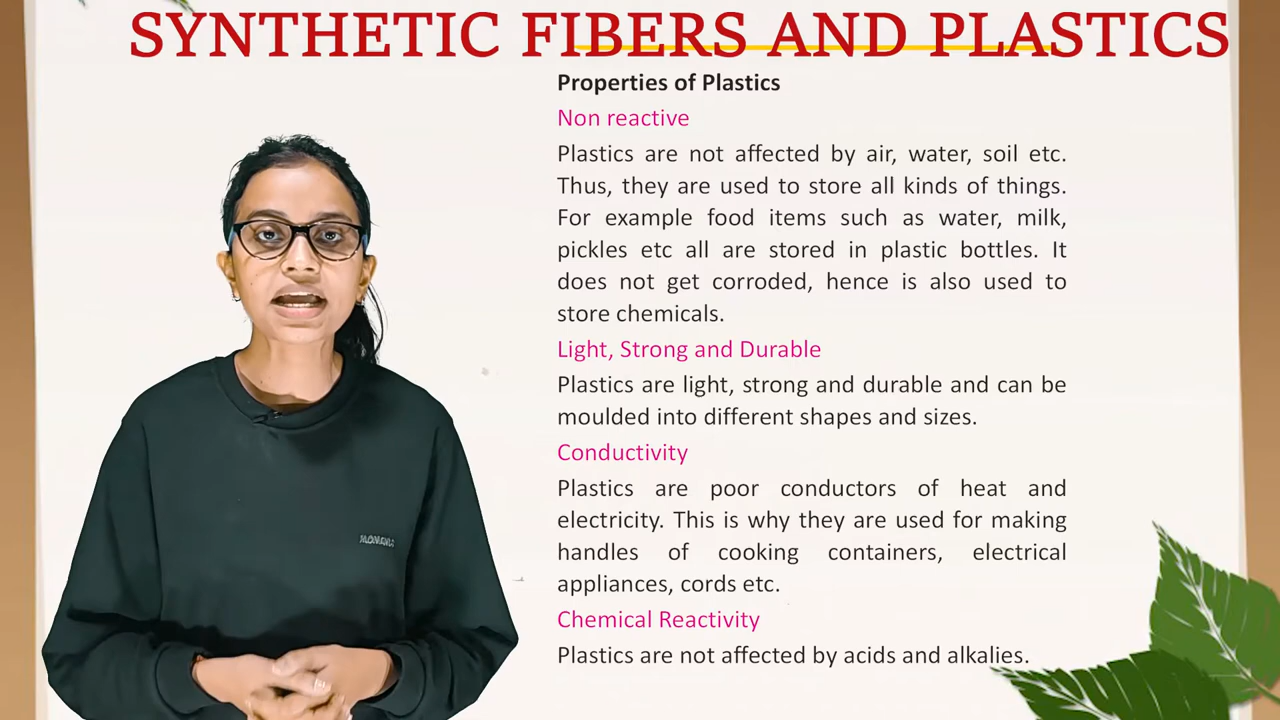 SYNTHETIC FIBERS AND PLASTICS
Properties of Plastics
Non reactive
Plastics are not affected by air, water, soil etc.
Thus, they are used to store all kinds of things.
For example food items such as water, milk,
pickles etc all are stored in plastic bottles. It
does not get corroded, hence is also used to
store chemicals.
Light, Strong and Durable
Plastics are light, strong and durable and can be
moulded into different shapes and sizes.
Conductivity
Plastics are poor conductors of heat and
electricity. This is why they are used for making
handles of cooking containers, electrical
appliances, cords etc.
Chemical Reactivity
Plastics are not affected by acids and alkalies.